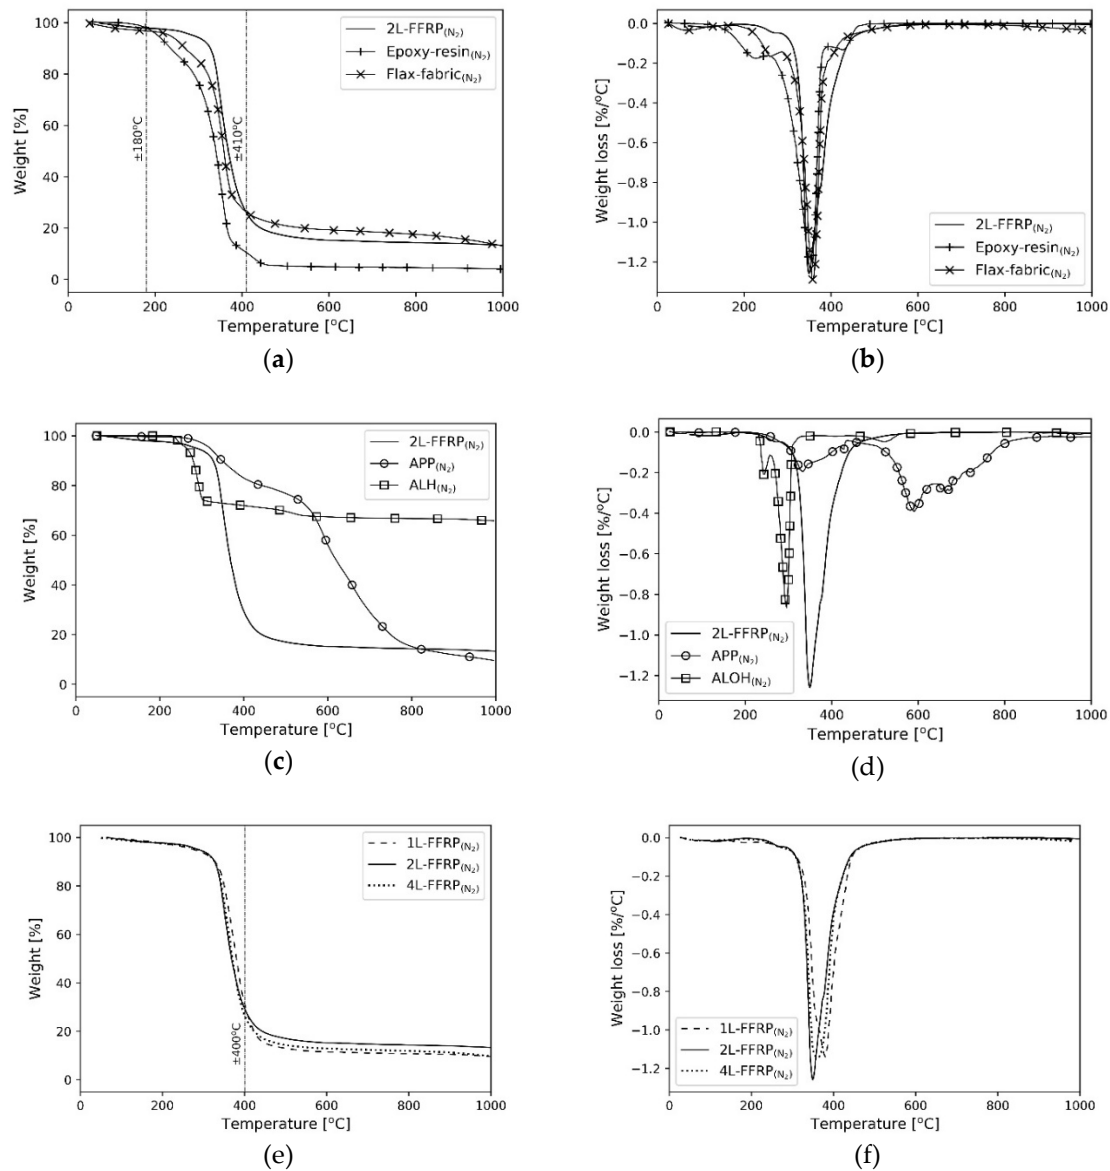 100
80
60
40
20
0
Weight [%]
±180°C
±410°C
2L-FFRP(N₂)
Epoxy-resin(N₂)
Flax-fabric(N₂)
0 200 400 600 800 1000
Temperature [°C]
(a)
0.0
−0.2
−0.4
−0.6
−0.8
−1.0
−1.2
Weight loss [%/°C]
2L-FFRP(N₂)
Epoxy-resin(N₂)
Flax-fabric(N₂)
0 200 400 600 800 1000
Temperature [°C]
(b)
100
80
60
40
20
0
Weight [%]
2L-FFRP(N₂)
APP(N₂)
ALH(N₂)
0 200 400 600 800 1000
Temperature [°C]
(c)
0.0
−0.2
−0.4
−0.6
−0.8
−1.0
−1.2
Weight loss [%/°C]
2L-FFRP(N₂)
APP(N₂)
ALOH(N₂)
0 200 400 600 800 1000
Temperature [°C]
(d)
100
80
60
40
20
0
Weight [%]
±400°C
1L-FFRP(N₂)
2L-FFRP(N₂)
4L-FFRP(N₂)
0 200 400 600 800 1000
Temperature [°C]
(e)
0.0
−0.2
−0.4
−0.6
−0.8
−1.0
−1.2
Weight loss [%/°C]
1L-FFRP(N₂)
2L-FFRP(N₂)
4L-FFRP(N₂)
0 200 400 600 800 1000
Temperature [°C]
(f)